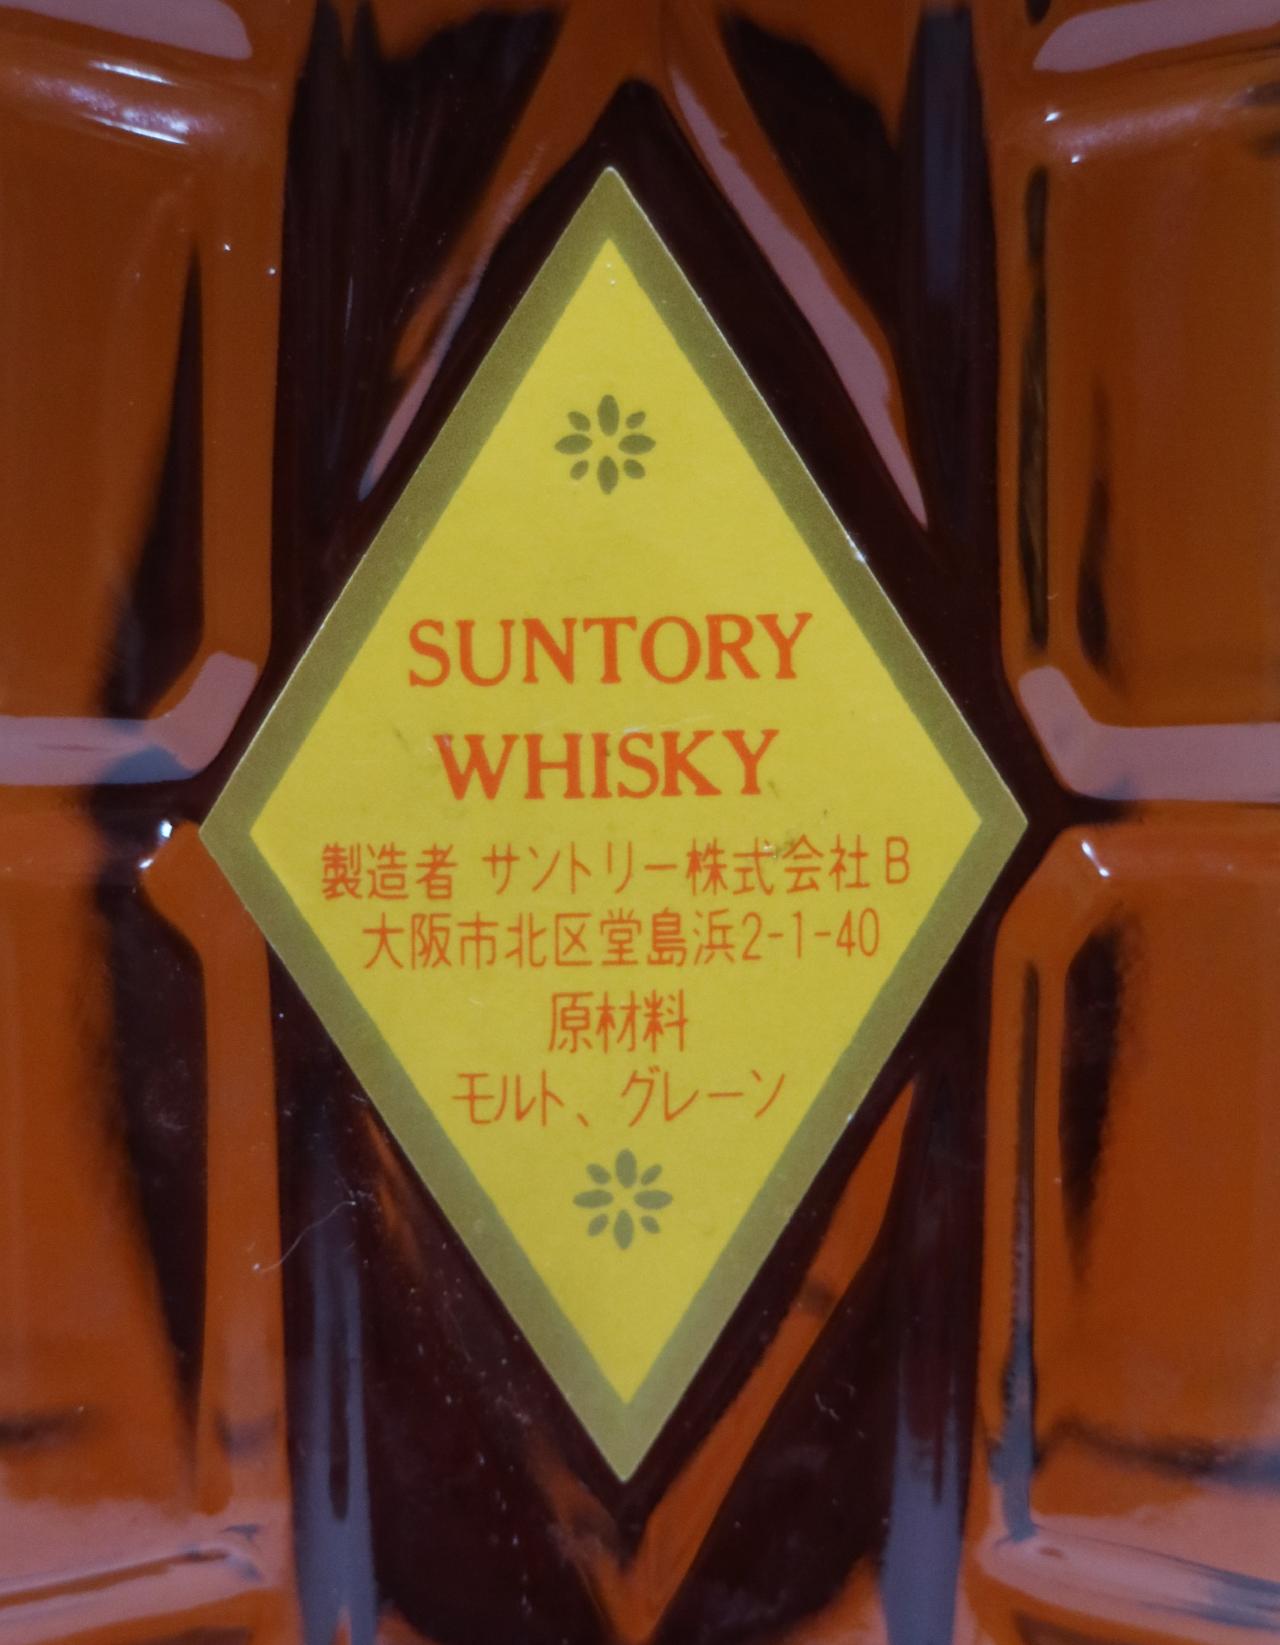 SUNTORY
WHISKY
製造者 サントリー株式会社 B
大阪市北区堂島浜2-1-40
原材料
モルト、グレーン